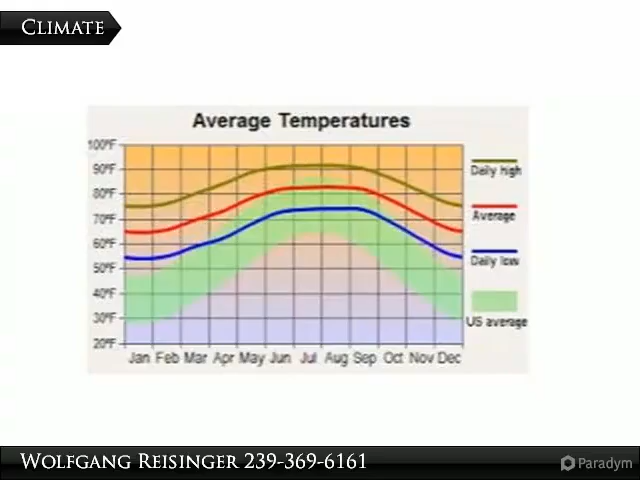 Climate
Average Temperatures
100°F
90°F
80°F
70°F
60°F
50°F
40°F
30°F
20°F
Jan Feb Mar Apr May Jun Jul Aug Sep Oct Nov Dec
Daily high
Average
Daily low
US average
Wolfgang Reisinger 239-369-6161
Paradym